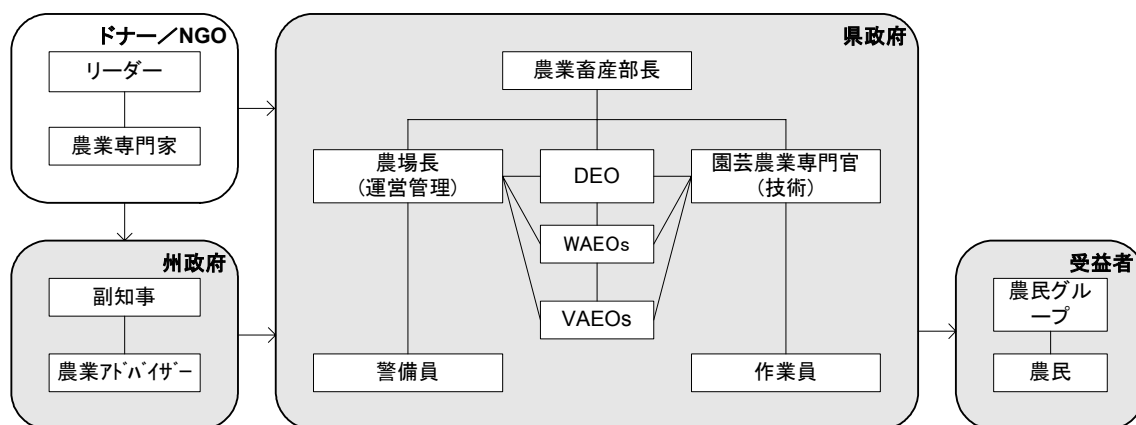 ドナー／NGO
リーダー
農業専門家
州政府
副知事
農業ｱﾄﾞﾊﾞｲｻﾞｰ
県政府
農業畜産部長
農場長
(運営管理)
DEO
園芸農業専門官
(技術)
WAEOs
VAEOs
警備員
作業員
受益者
農民グル
ープ
農民